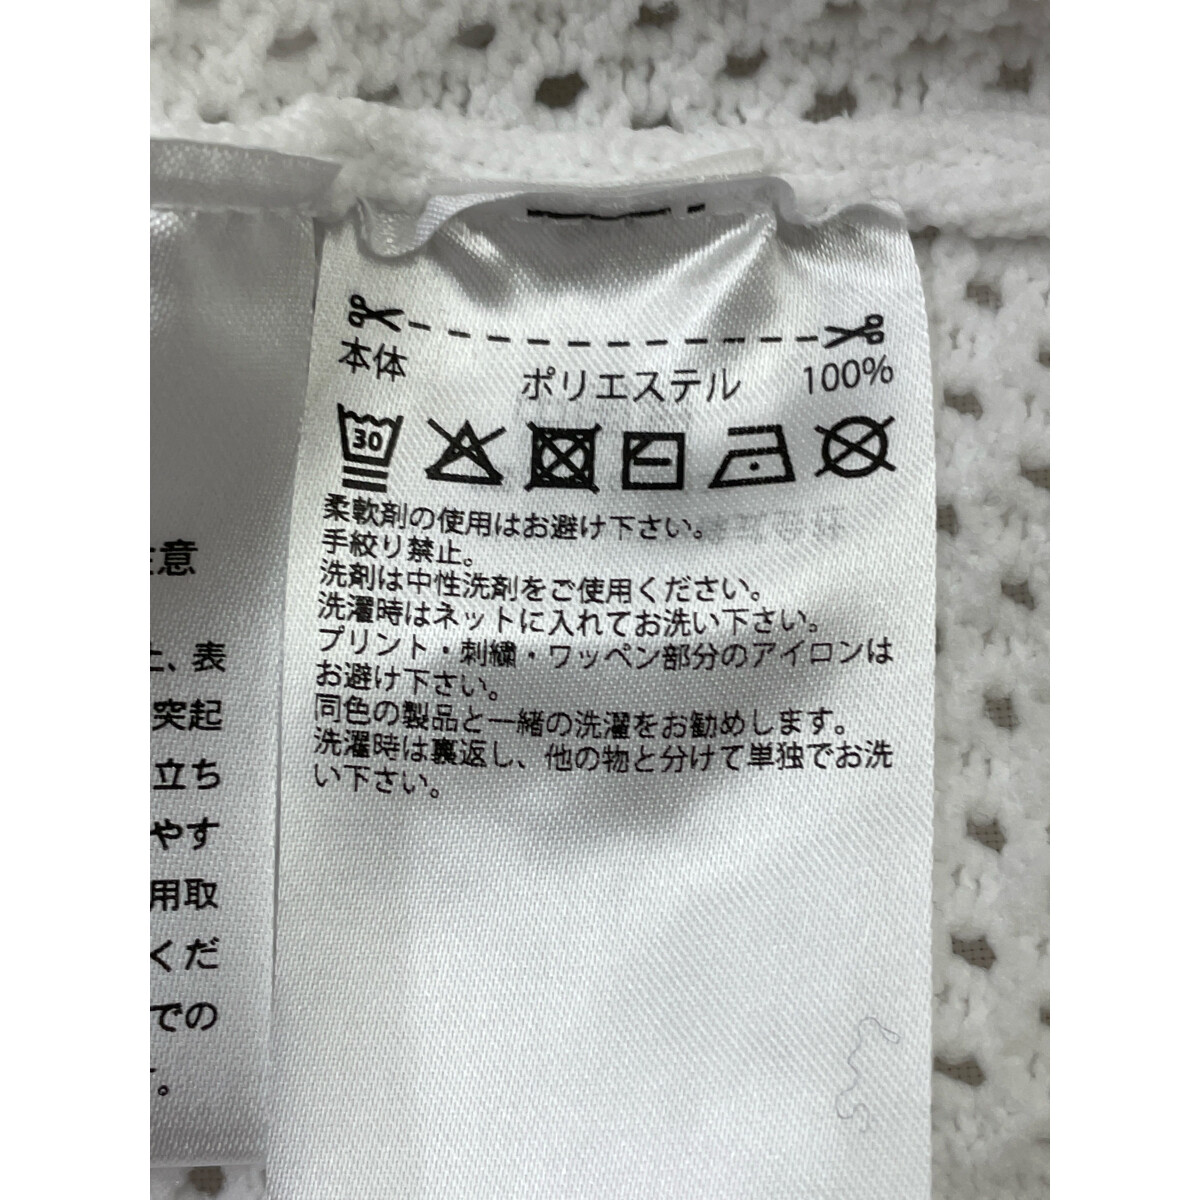 本体 ポリエステル 100%
30
柔軟剤の使用はお避け下さい。
手絞り禁止。
洗剤は中性洗剤をご使用ください。
洗濯時はネットに入れてお洗い下さい。
プリント・刺繍・ワッペン部分のアイロンは
お避け下さい。
同色の製品と一緒の洗濯をお勧めします。
洗濯時は裏返し、他の物と分けて単独でお洗
い下さい。
意
、表
突起
立ち
やす
用取
くだ
での
。